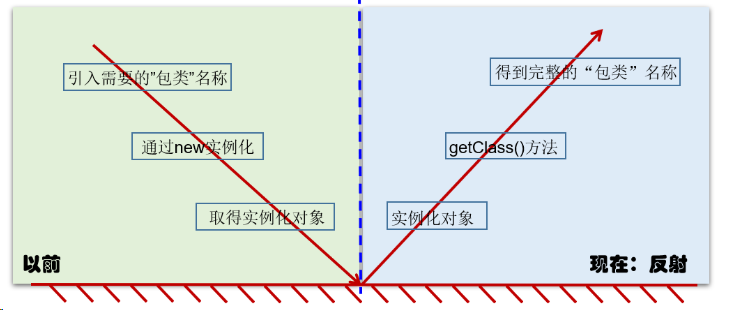 引入需要的”包类”名称
通过new实例化
取得实例化对象
以前
得到完整的“包类”名称
getClass()方法
实例化对象
现在：反射